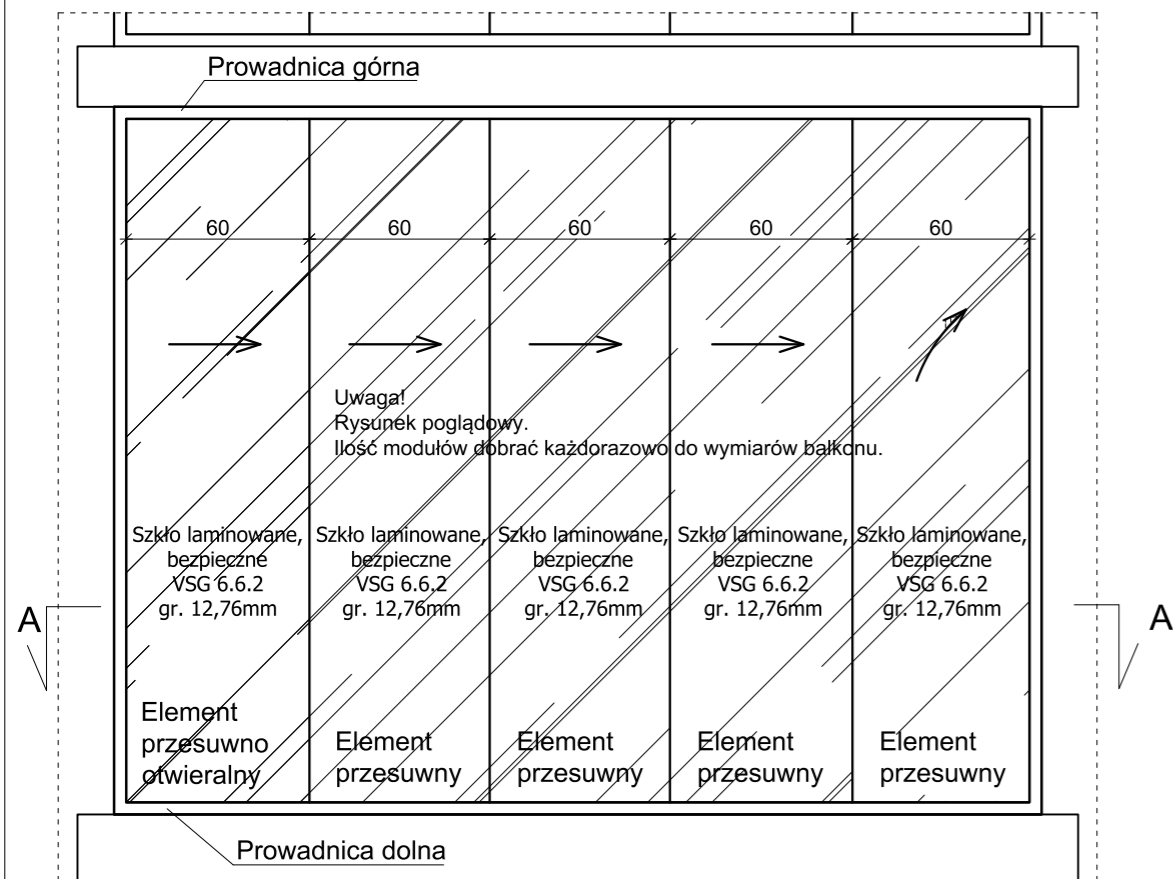 Prowadnica górna
60
60
60
60
60
Uwaga!
Rysunek poglądowy.
Ilość modułów dobrać każdorazowo do wymiarów balkonu.
Szkło laminowane,
bezpieczne
VSG 6.6.2
gr. 12,76mm
Szkło laminowane,
bezpieczne
VSG 6.6.2
gr. 12,76mm
Szkło laminowane,
bezpieczne
VSG 6.6.2
gr. 12,76mm
Szkło laminowane,
bezpieczne
VSG 6.6.2
gr. 12,76mm
Szkło laminowane,
bezpieczne
VSG 6.6.2
gr. 12,76mm
A
A
Element
przesuwno
otwieralny
Element
przesuwny
Element
przesuwny
Element
przesuwny
Element
przesuwny
Prowadnica dolna